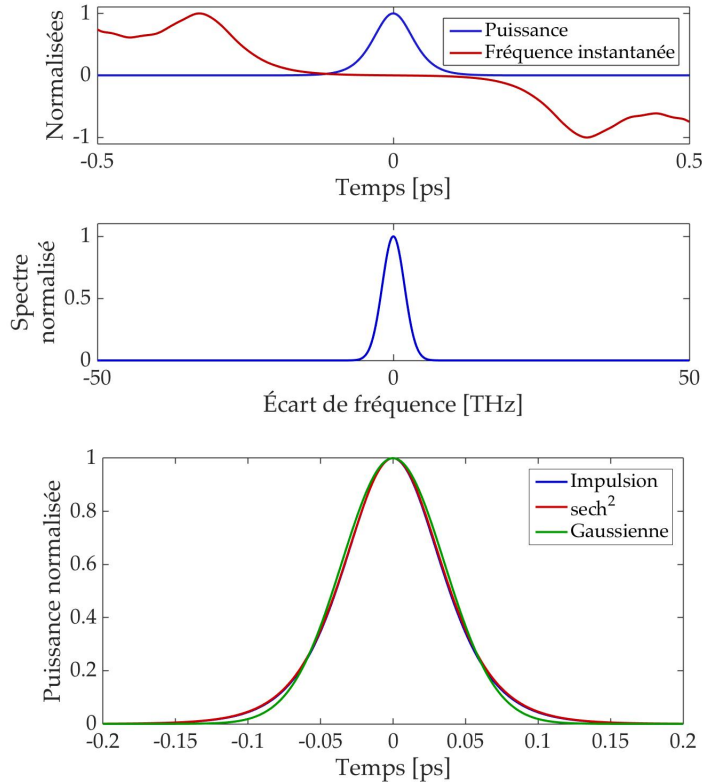 Normalisées
1
0
-1
Puissance
Fréquence instantanée
-0.5
0
0.5
Temps [ps]
Spectre
normalisé
1
0.5
0
-50
0
50
Écart de fréquence [THz]
Puissance normalisée
1
0.8
0.6
0.4
0.2
0
Impulsion
sech²
Gaussienne
-0.2
-0.15
-0.1
-0.05
0
0.05
0.1
0.15
0.2
Temps [ps]